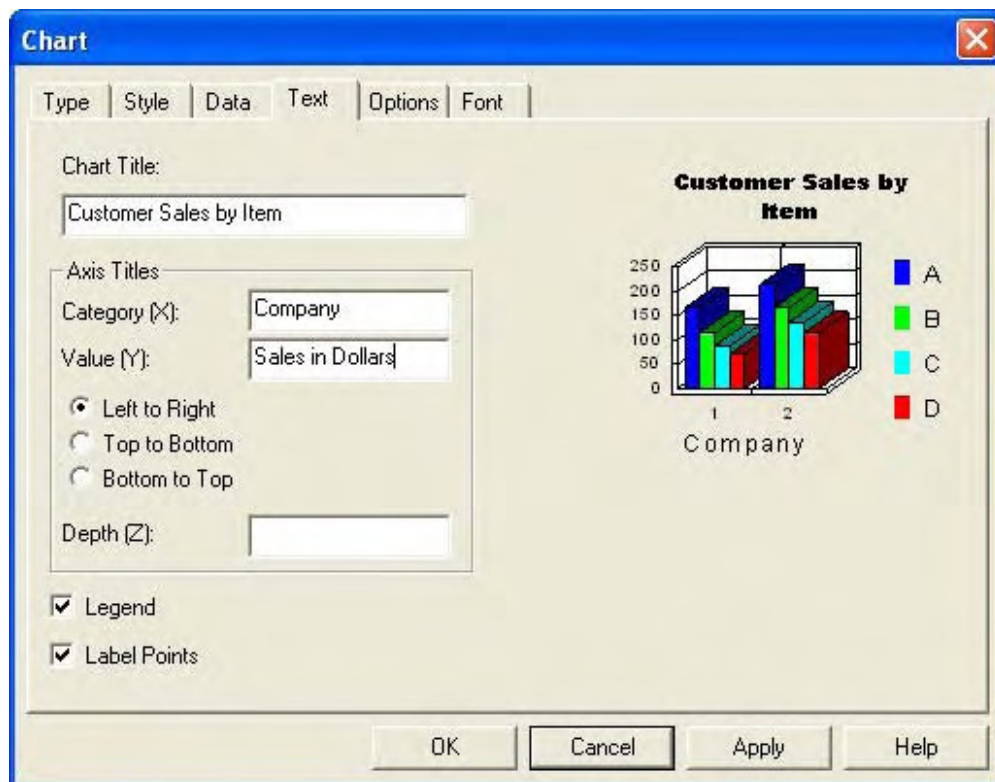 Chart
Type Style Data Text Options Font
Chart Title:
Customer Sales by Item
Axis Titles
Category (X): Company
Value (Y): Sales in Dollars
Left to Right
Top to Bottom
Bottom to Top
Depth (Z):
Legend
Label Points
Customer Sales by
Item
250
200
150
100
50
0
1 2
Company
A
B
C
D
OK Cancel Apply Help